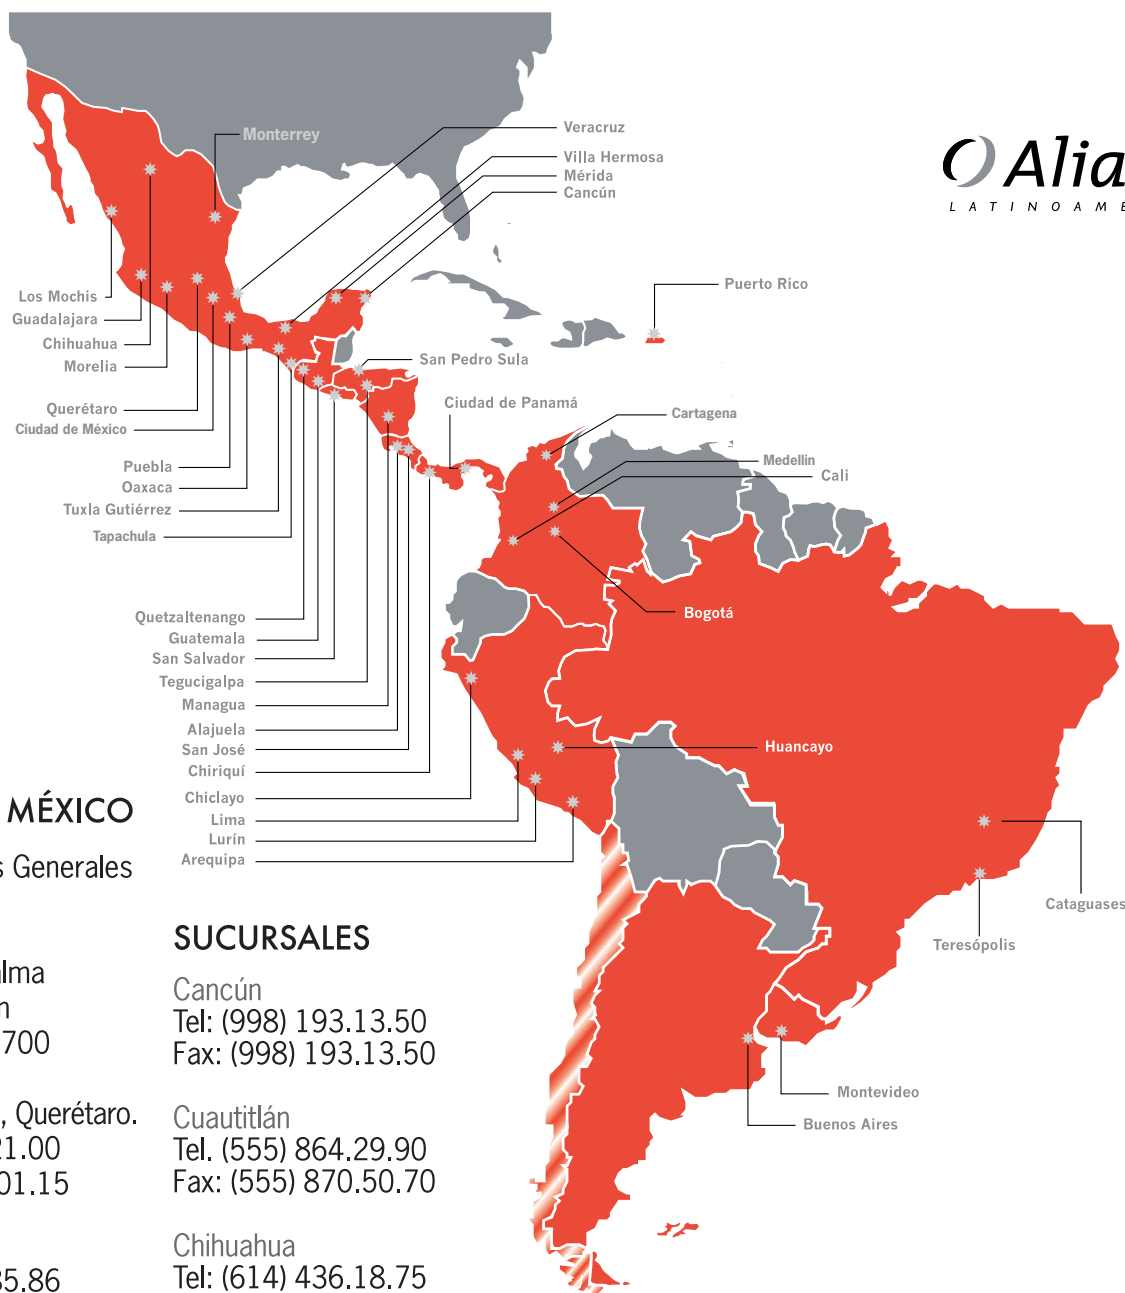 Monterrey
Veracruz
Villa Hermosa
Mérida
Cancún
Alia
LATINOAME
Puerto Rico
Los Mochis
Guadalajara
Chihuahua
Morelia
Querétaro
Ciudad de México
Puebla
Oaxaca
Tuxla Gutiérrez
Tapachula
San Pedro Sula
Ciudad de Panamá
Cartagena
Medellin
Cali
Bogotá
Quetzaltenango
Guatemala
San Salvador
Tegucigalpa
Managua
Alajuela
San José
Chiriquí
Chiclayo
Lima
Lurín
Arequipa
Huancayo
Cataguases
Teresópolis
Montevideo
Buenos Aires
MÉXICO
s Generales
alma
n
700
, Querétaro.
21.00
01.15
85.86
SUCURSALES
Cancún
Tel: (998) 193.13.50
Fax: (998) 193.13.50
Cuautitlán
Tel. (555) 864.29.90
Fax: (555) 870.50.70
Chihuahua
Tel: (614) 436.18.75